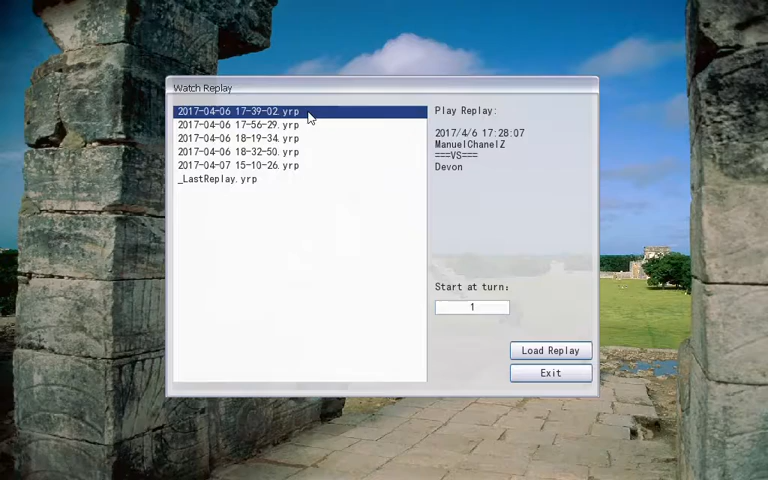 Watch Replay
2017-04-06 17-39-02.yrp
2017-04-06 17-56-29.yrp
2017-04-06 18-19-34.yrp
2017-04-06 18-32-50.yrp
2017-04-07 15-10-26.yrp
_LastReplay.yrp
Play Replay:
2017/4/6 17:28:07
ManuelChanelZ
===VS===
Devon
Start at turn:
1
Load Replay
Exit